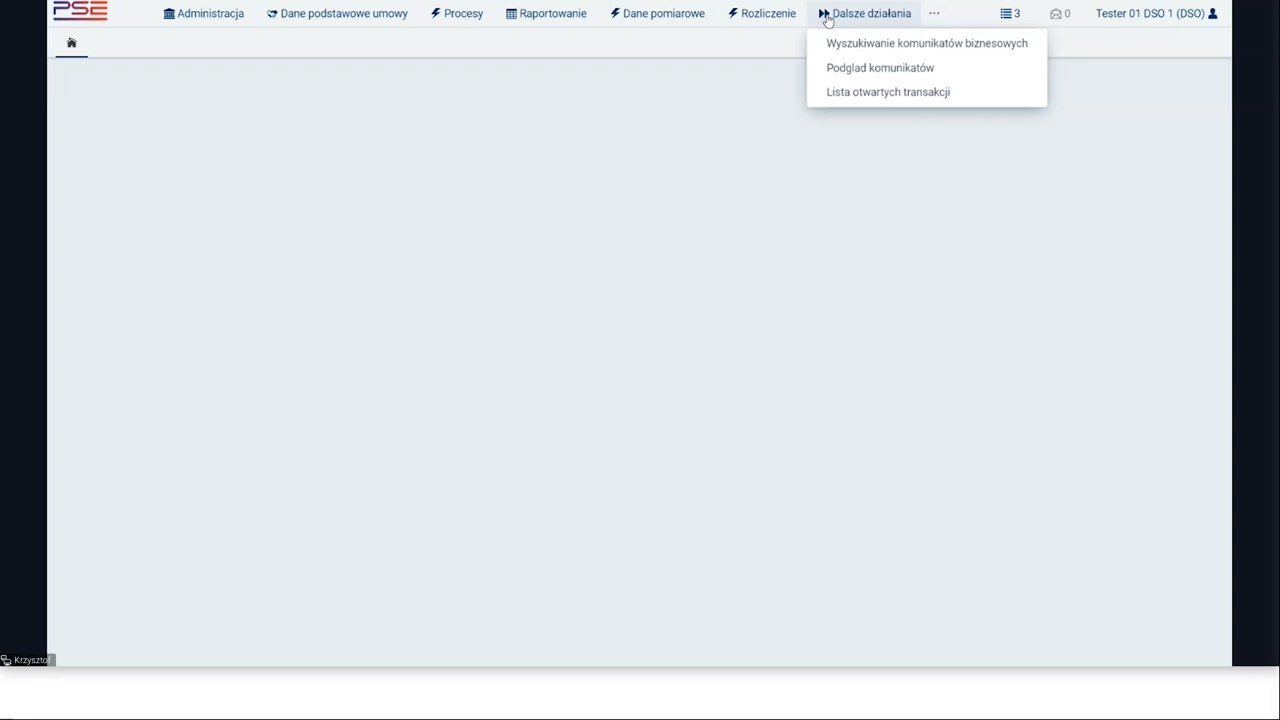 PSE
Administracja
Dane podstawowe umowy
Procesy
Raportowanie
Dane pomiarowe
Rozliczenie
Dalsze działania
...
3
0
Tester 01 DSO 1 (DSO)
Wyszukiwanie komunikatów biznesowych
Podglad komunikatów
Lista otwartych transakcji
Krzysztof